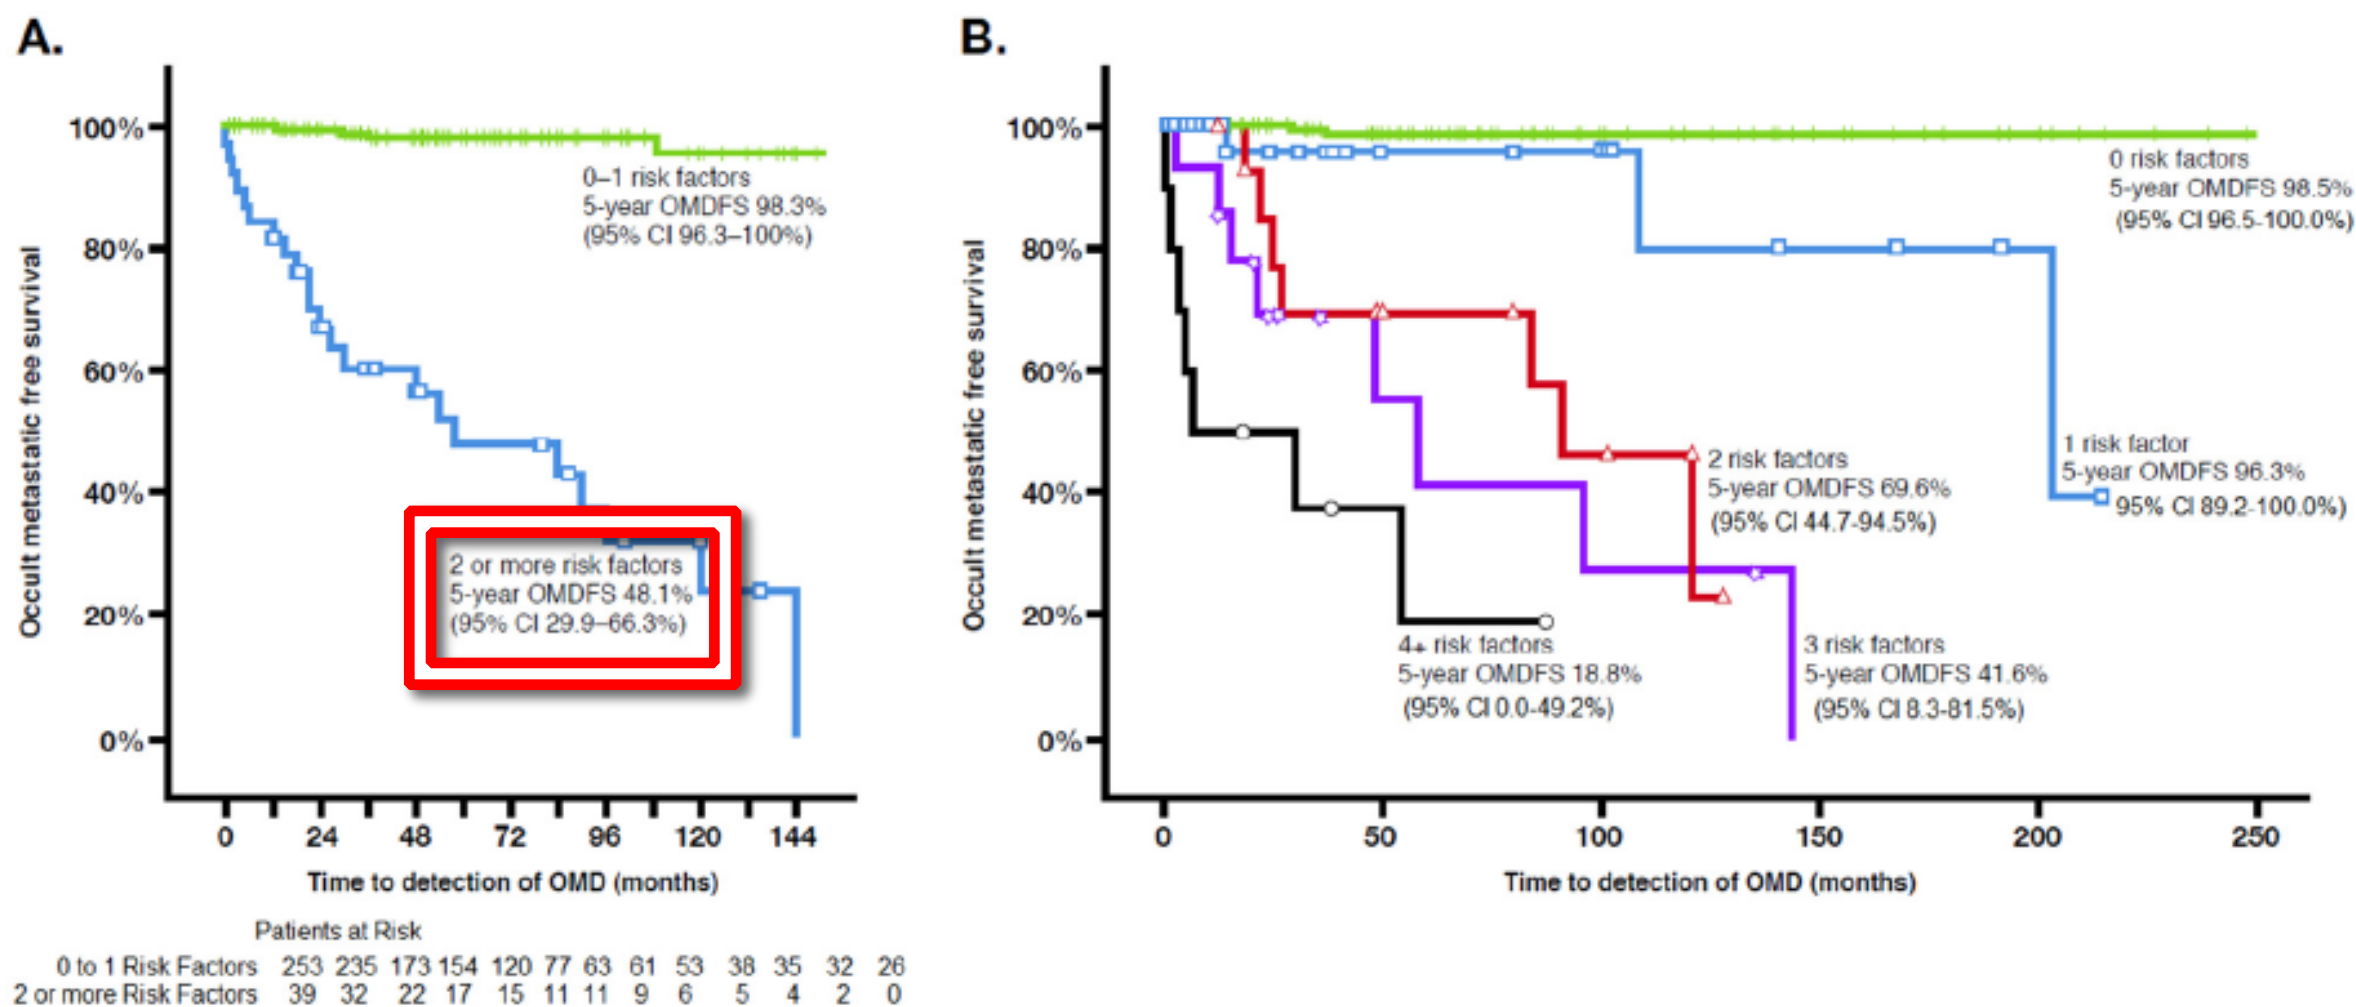 A.
100%
80%
60%
40%
20%
0%
Occult metastatic free survival
0–1 risk factors
5-year OMDFS 98.3%
(95% CI 96.3–100%)
2 or more risk factors
5-year OMDFS 48.1%
(95% CI 29.9–66.3%)
0 24 48 72 96 120 144
Time to detection of OMD (months)
Patients at Risk
0 to 1 Risk Factors 253 235 173 154 120 77 63 61 53 38 35 32 26
2 or more Risk Factors 39 32 22 17 15 11 11 9 6 5 4 2 0
B.
100%
80%
60%
40%
20%
0%
Occult metastatic free survival
0 risk factors
5-year OMDFS 98.5%
(95% CI 96.5-100.0%)
1 risk factor
5-year OMDFS 96.3%
95% CI 89.2-100.0%)
2 risk factors
5-year OMDFS 69.6%
(95% CI 44.7-94.5%)
4+ risk factors
5-year OMDFS 18.8%
(95% CI 0.0-49.2%)
3 risk factors
5-year OMDFS 41.6%
(95% CI 8.3-81.5%)
0 50 100 150 200 250
Time to detection of OMD (months)